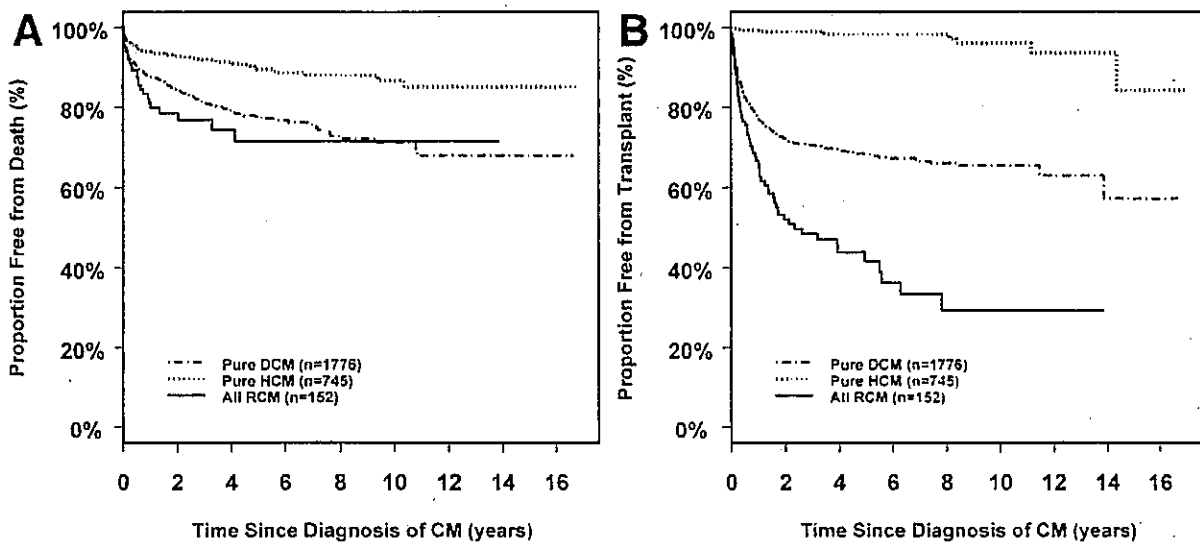 A
Proportion Free from Death (%)
100%
80%
60%
40%
20%
0%
Pure DCM (n=1776)
Pure HCM (n=745)
All RCM (n=152)
0 2 4 6 8 10 12 14 16
Time Since Diagnosis of CM (years)
B
Proportion Free from Transplant (%)
100%
80%
60%
40%
20%
0%
Pure DCM (n=1776)
Pure HCM (n=745)
All RCM (n=152)
0 2 4 6 8 10 12 14 16
Time Since Diagnosis of CM (years)